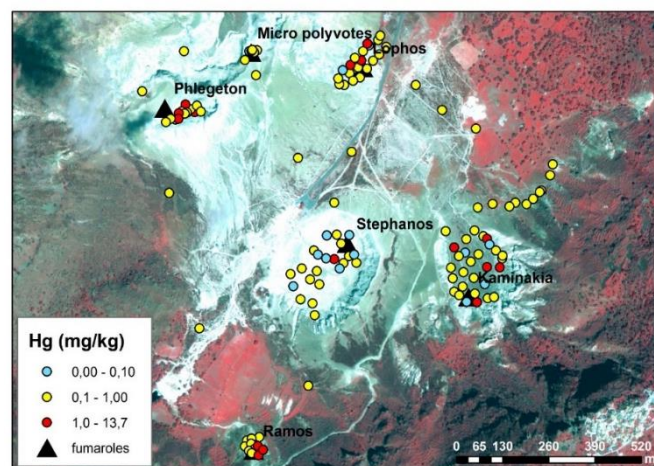 Micro polyvotes
Lophos
Phlegeton
Stephanos
Kaminakia
Hg (mg/kg)
0,00 - 0,10
0,1 - 1,00
1,0 - 13,7
fumaroles
Ramos
0 65 130 260 390 520
m